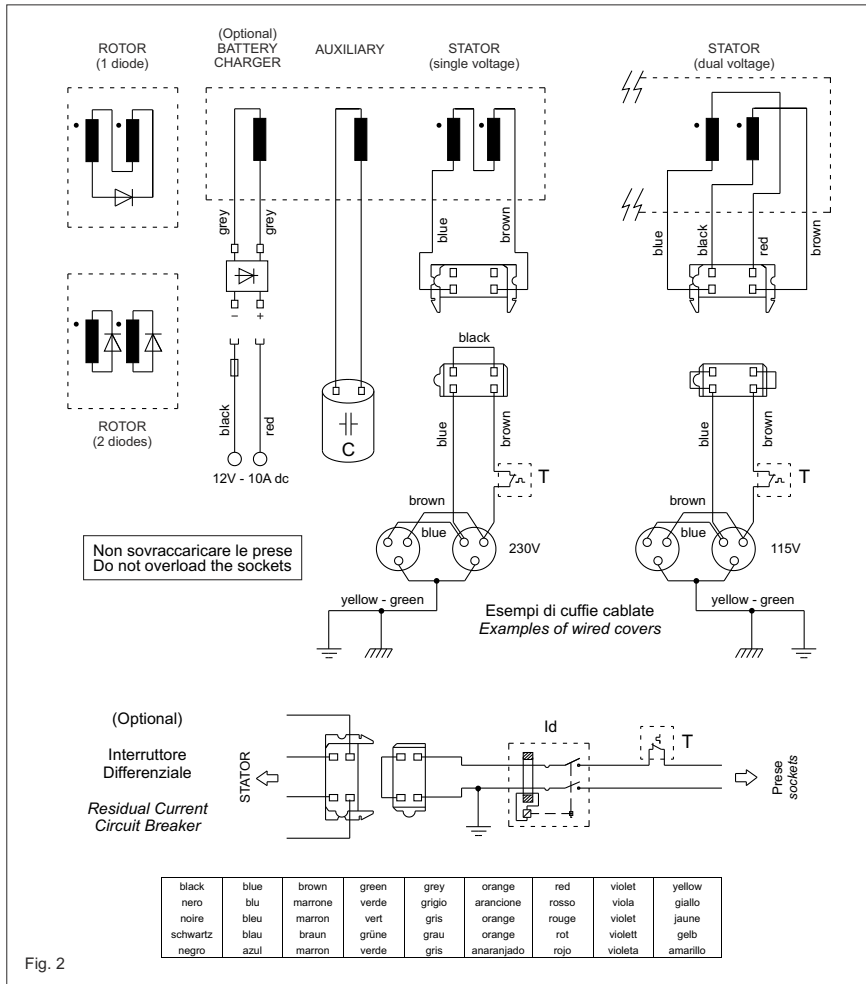 ROTOR
(1 diode)
(Optional)
BATTERY
CHARGER
AUXILIARY
STATOR
(single voltage)
STATOR
(dual voltage)
grey
grey
blue
brown
blue
black
red
brown
– +
black
red
12V - 10A dc
ROTOR
(2 diodes)
C
black
blue
brown
T
brown
blue
230V
yellow - green
blue
brown
T
brown
blue
115V
yellow - green
Non sovraccaricare le prese
Do not overload the sockets
Esempi di cuffie cablate
Examples of wired covers
(Optional)
Interruttore
Differenziale
Residual Current
Circuit Breaker
STATOR
Id
T
Prese
sockets
black blue brown green grey orange red violet yellow
nero blu marrone verde grigio arancione rosso viola giallo
noire bleu marron vert gris orange rouge violet jaune
schwartz blau braun grüne grau orange rot violett gelb
negro azul marron verde gris anaranjado rojo violeta amarillo
Fig. 2